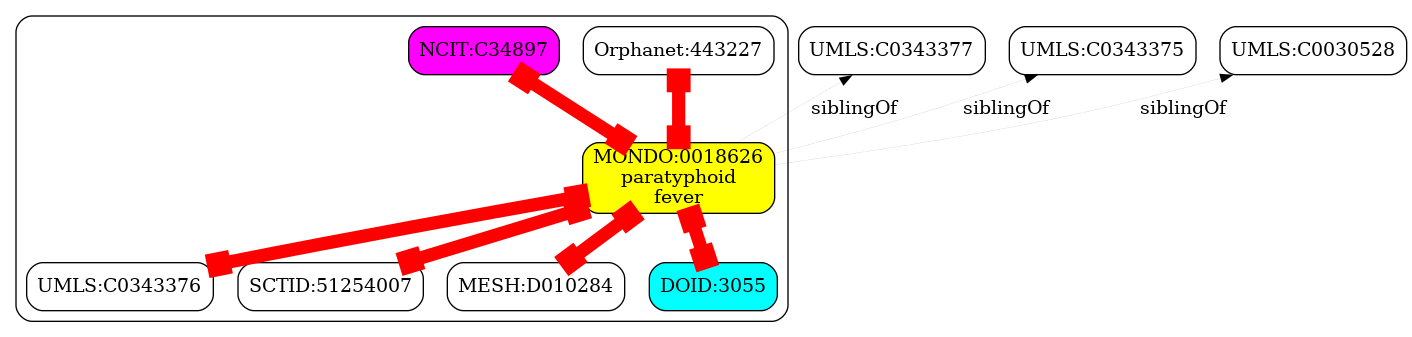 NCIT:C34897
Orphanet:443227
UMLS:C0343377
UMLS:C0343375
UMLS:C0030528
siblingOf
siblingOf
siblingOf
MONDO:0018626
paratyphoid
fever
UMLS:C0343376
SCTID:51254007
MESH:D010284
DOID:3055